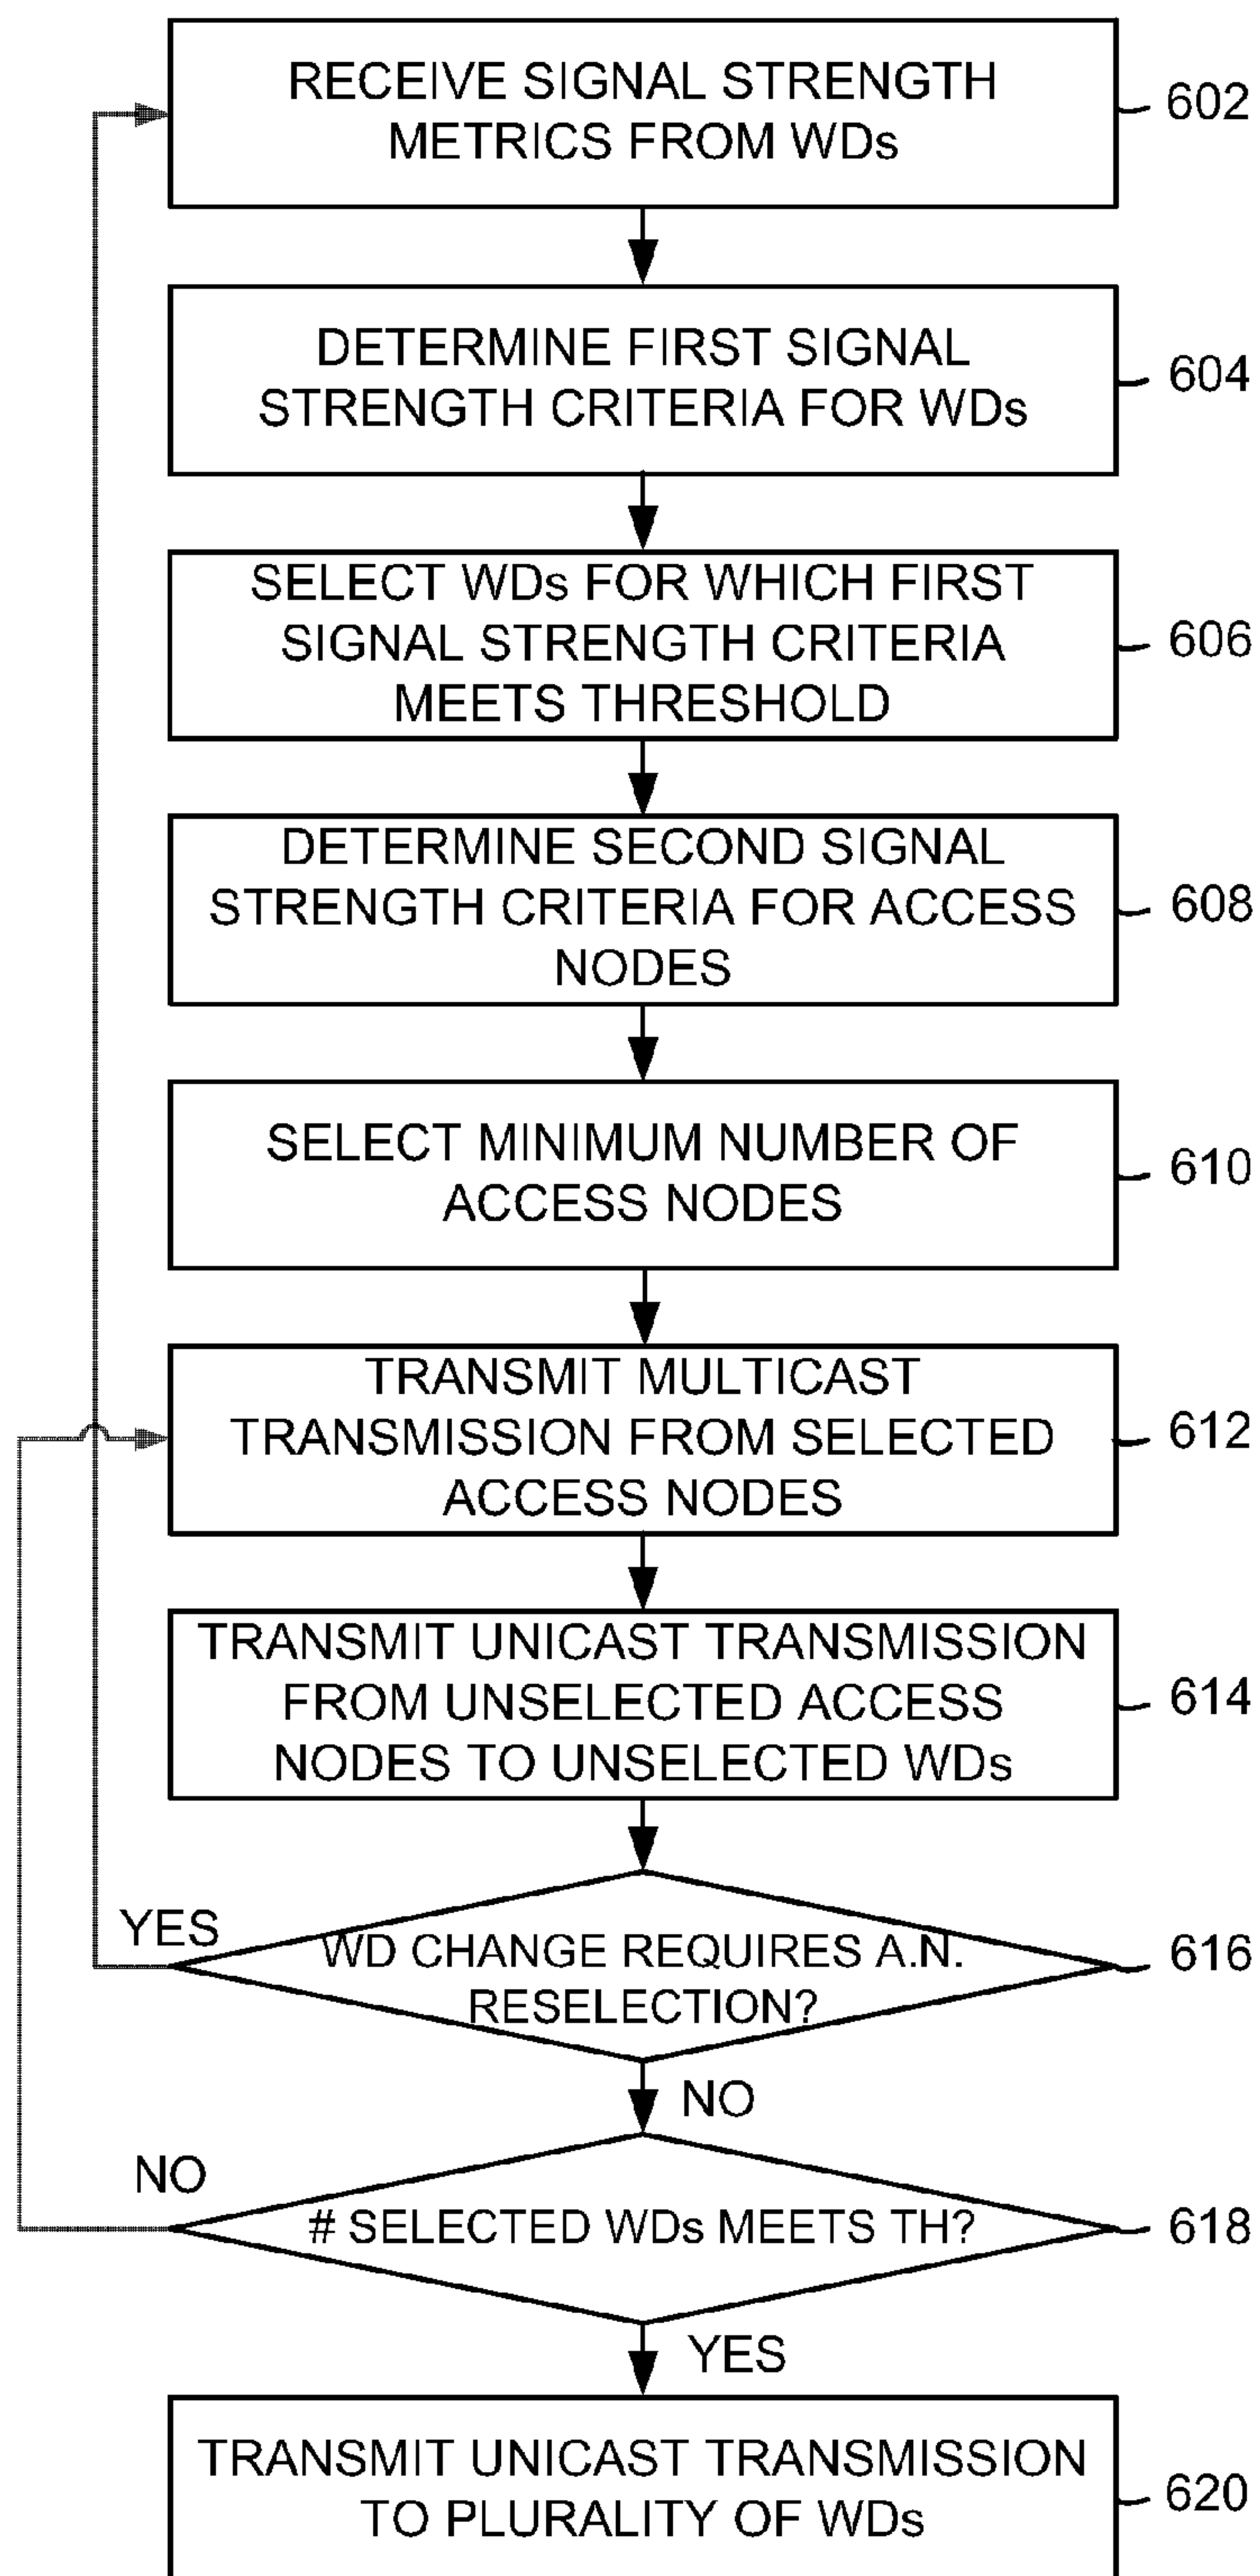 RECEIVE SIGNAL STRENGTH
METRICS FROM WDs
602
DETERMINE FIRST SIGNAL
STRENGTH CRITERIA FOR WDs
604
SELECT WDs FOR WHICH FIRST
SIGNAL STRENGTH CRITERIA
MEETS THRESHOLD
606
DETERMINE SECOND SIGNAL
STRENGTH CRITERIA FOR ACCESS
NODES
608
SELECT MINIMUM NUMBER OF
ACCESS NODES
610
TRANSMIT MULTICAST
TRANSMISSION FROM SELECTED
ACCESS NODES
612
TRANSMIT UNICAST TRANSMISSION
FROM UNSELECTED ACCESS
NODES TO UNSELECTED WDs
614
YES
WD CHANGE REQUIRES A.N.
RESELECTION?
616
NO
NO
# SELECTED WDs MEETS TH?
618
YES
TRANSMIT UNICAST TRANSMISSION
TO PLURALITY OF WDs
620